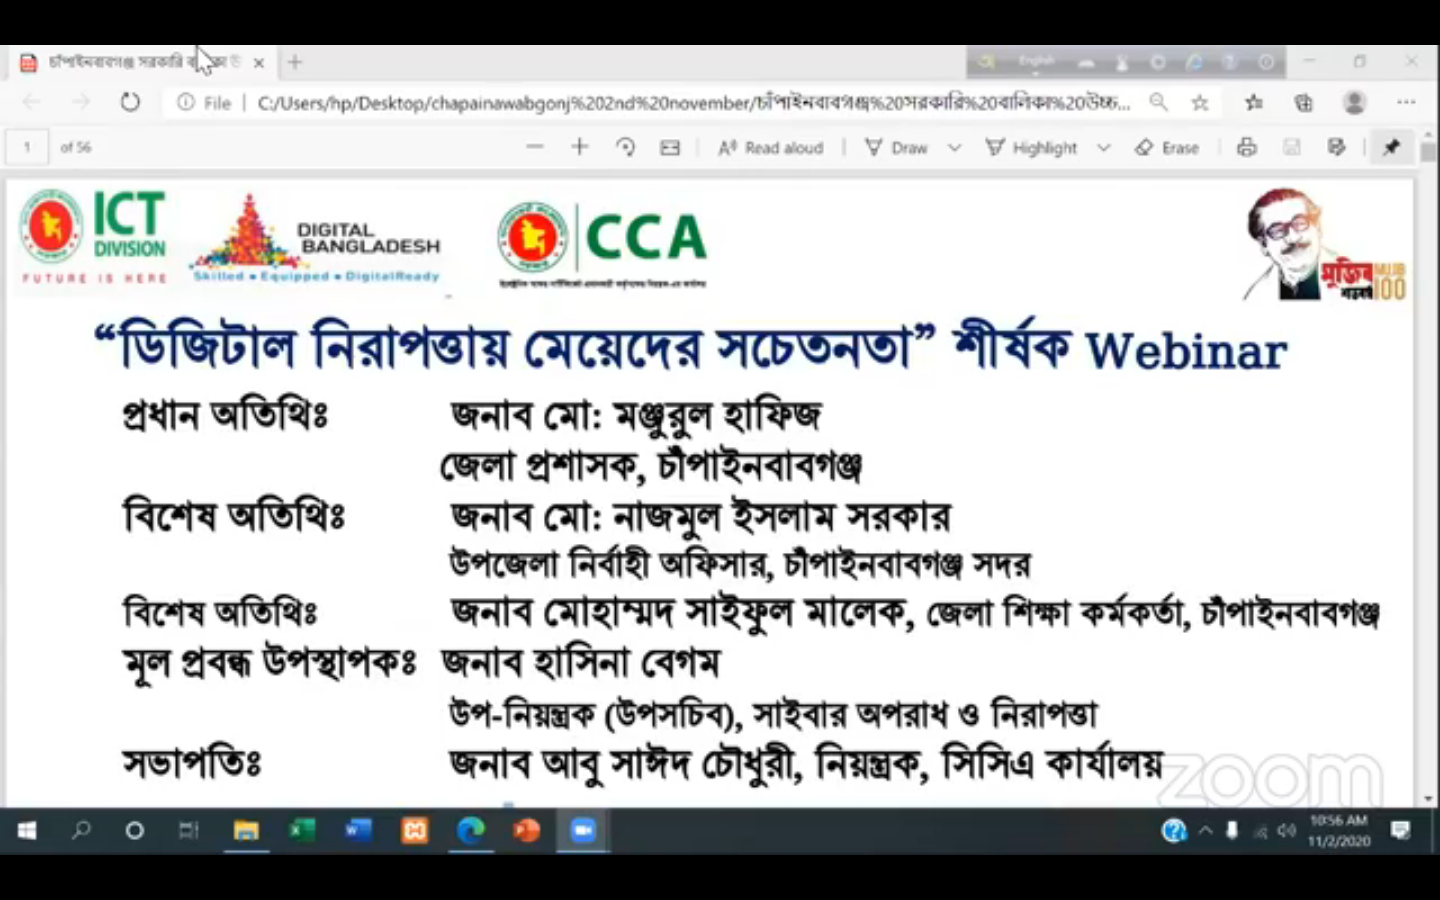 চাঁপাইনবাবগঞ্জ সরকারি
English
File
C:/Users/hp/Desktop/chapainawabgonj%202nd%20november/চাঁপাইনবাবগঞ্জ%20সরকারি%20বালিকা%20উচ্চ...
1 of 56
Read aloud
Draw
Highlight
Erase
ICT DIVISION
FUTURE IS HERE
DIGITAL BANGLADESH
Skilled • Equipped • DigitalReady
CCA
মুজিব শতবর্ষ MUJIB 100
“ডিজিটাল নিরাপত্তায় মেয়েদের সচেতনতা” শীর্ষক Webinar
প্রধান অতিথিঃ জনাব মো: মঞ্জুরুল হাফিজ
জেলা প্রশাসক, চাঁপাইনবাবগঞ্জ
বিশেষ অতিথিঃ জনাব মো: নাজমুল ইসলাম সরকার
উপজেলা নির্বাহী অফিসার, চাঁপাইনবাবগঞ্জ সদর
বিশেষ অতিথিঃ জনাব মোহাম্মদ সাইফুল মালেক, জেলা শিক্ষা কর্মকর্তা, চাঁপাইনবাবগঞ্জ
মূল প্রবন্ধ উপস্থাপকঃ জনাব হাসিনা বেগম
উপ-নিয়ন্ত্রক (উপসচিব), সাইবার অপরাধ ও নিরাপত্তা
সভাপতিঃ জনাব আবু সাঈদ চৌধুরী, নিয়ন্ত্রক, সিসিএ কার্যালয়
zoom
10:56 AM
11/2/2020